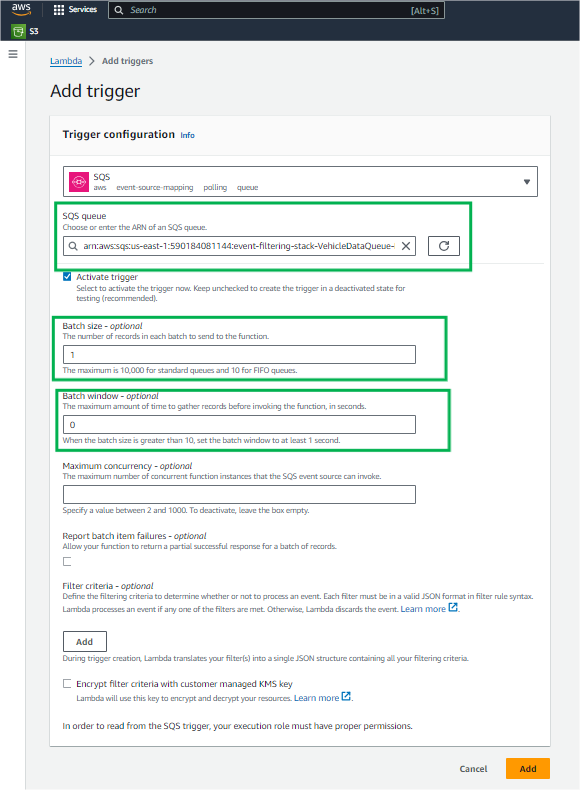 aws
Services
Search
[Alt+S]
S3
Lambda > Add triggers
Add trigger
Trigger configuration Info
SQS
aws event-source-mapping polling queue
SQS queue
Choose or enter the ARN of an SQS queue.
arn:aws:sqs:us-east-1:590184081144:event-filtering-stack-VehicleDataQueue-
Activate trigger
Select to activate the trigger now. Keep unchecked to create the trigger in a deactivated state for
testing (recommended).
Batch size - optional
The number of records in each batch to send to the function.
1
The maximum is 10,000 for standard queues and 10 for FIFO queues.
Batch window - optional
The maximum amount of time to gather records before invoking the function, in seconds.
0
When the batch size is greater than 10, set the batch window to at least 1 second.
Maximum concurrency - optional
The maximum number of concurrent function instances that the SQS event source can invoke.
Specify a value between 2 and 1000. To deactivate, leave the box empty.
Report batch item failures - optional
Allow your function to return a partial successful response for a batch of records.
Filter criteria - optional
Define the filtering criteria to determine whether or not to process an event. Each filter must be in a valid JSON format in filter rule syntax.
Lambda processes an event if any one of the filters are met. Otherwise, Lambda discards the event. Learn more.
Add
During trigger creation, Lambda translates your filter(s) into a single JSON structure containing all your filtering criteria.
Encrypt filter criteria with customer managed KMS key
Lambda will use this key to encrypt and decrypt your resources. Learn more.
In order to read from the SQS trigger, your execution role must have proper permissions.
Cancel
Add